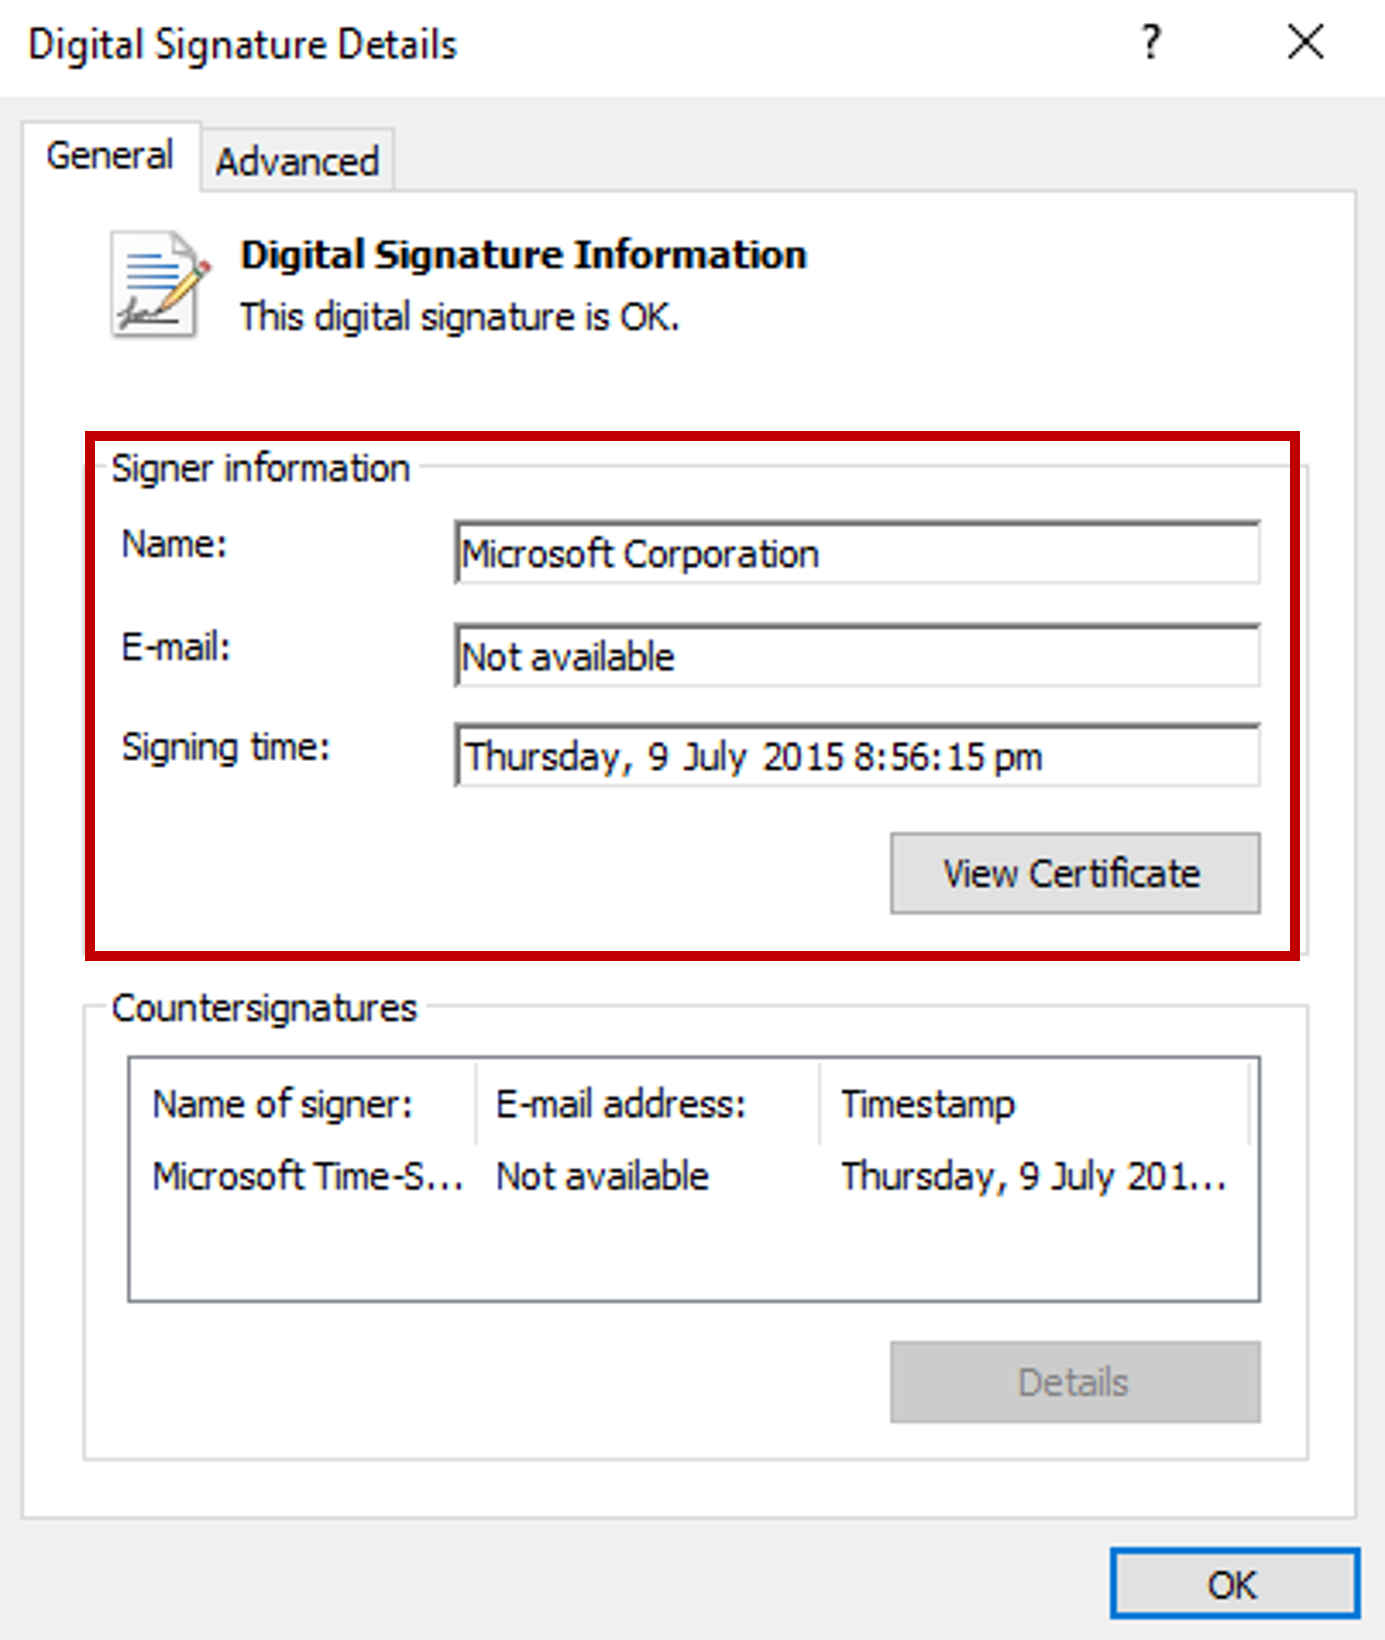 Digital Signature Details
General
Advanced
Digital Signature Information
This digital signature is OK.
Signer information
Name:
Microsoft Corporation
E-mail:
Not available
Signing time:
Thursday, 9 July 2015 8:56:15 pm
View Certificate
Countersignatures
Name of signer: E-mail address: Timestamp
Microsoft Time-S... Not available Thursday, 9 July 201...
Details
OK